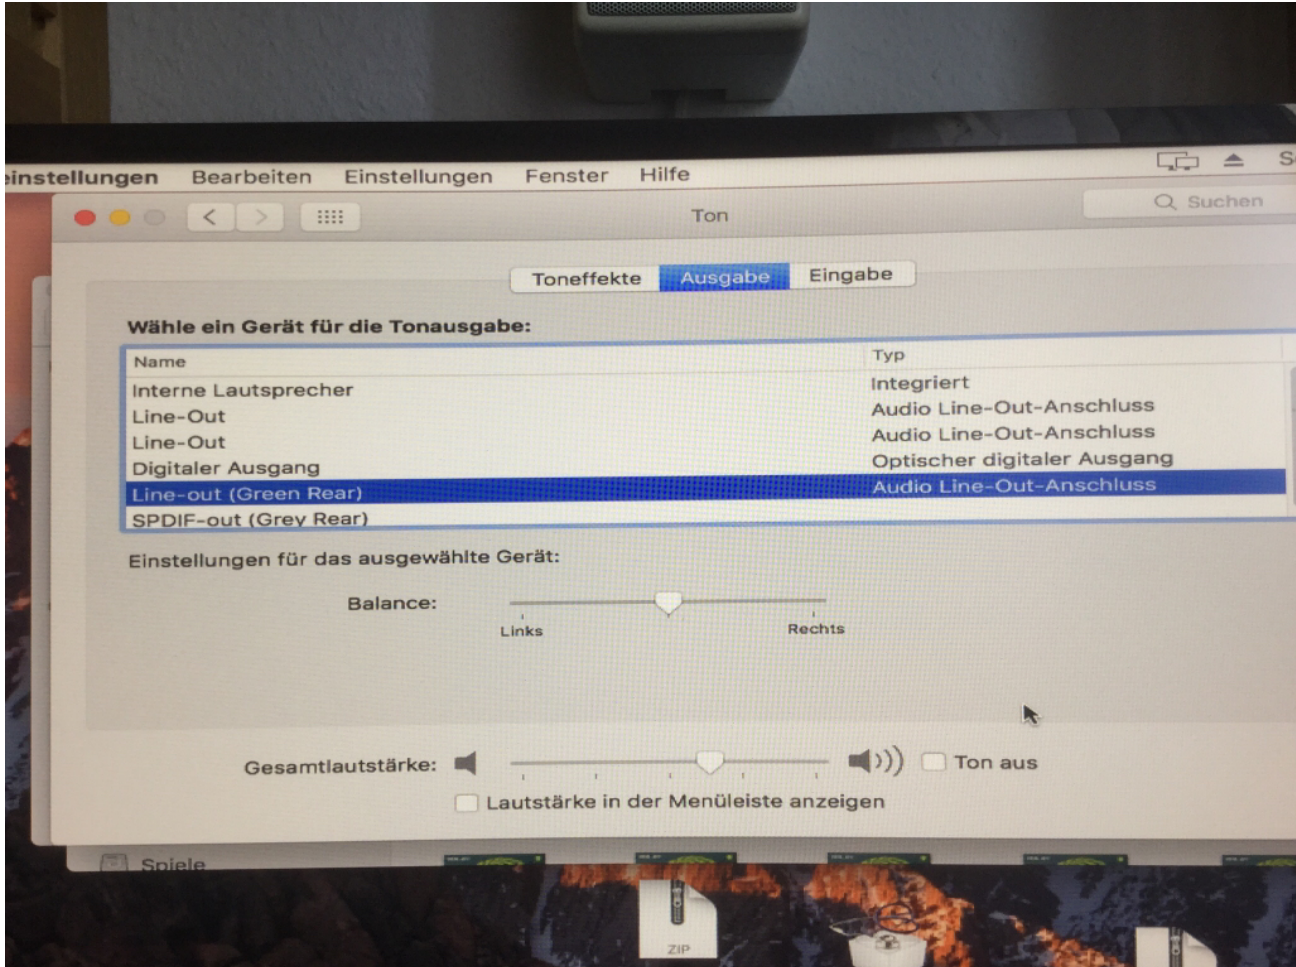 einstellungen Bearbeiten Einstellungen Fenster Hilfe
Ton
Suchen
Toneffekte Ausgabe Eingabe
Wähle ein Gerät für die Tonausgabe:
Name Typ
Interne Lautsprecher Integriert
Line-Out Audio Line-Out-Anschluss
Line-Out Audio Line-Out-Anschluss
Digitaler Ausgang Optischer digitaler Ausgang
Line-out (Green Rear) Audio Line-Out-Anschluss
SPDIF-out (Grey Rear)
Einstellungen für das ausgewählte Gerät:
Balance:
Links Rechts
Gesamtlautstärke: Ton aus
Lautstärke in der Menüleiste anzeigen
Spiele
ZIP